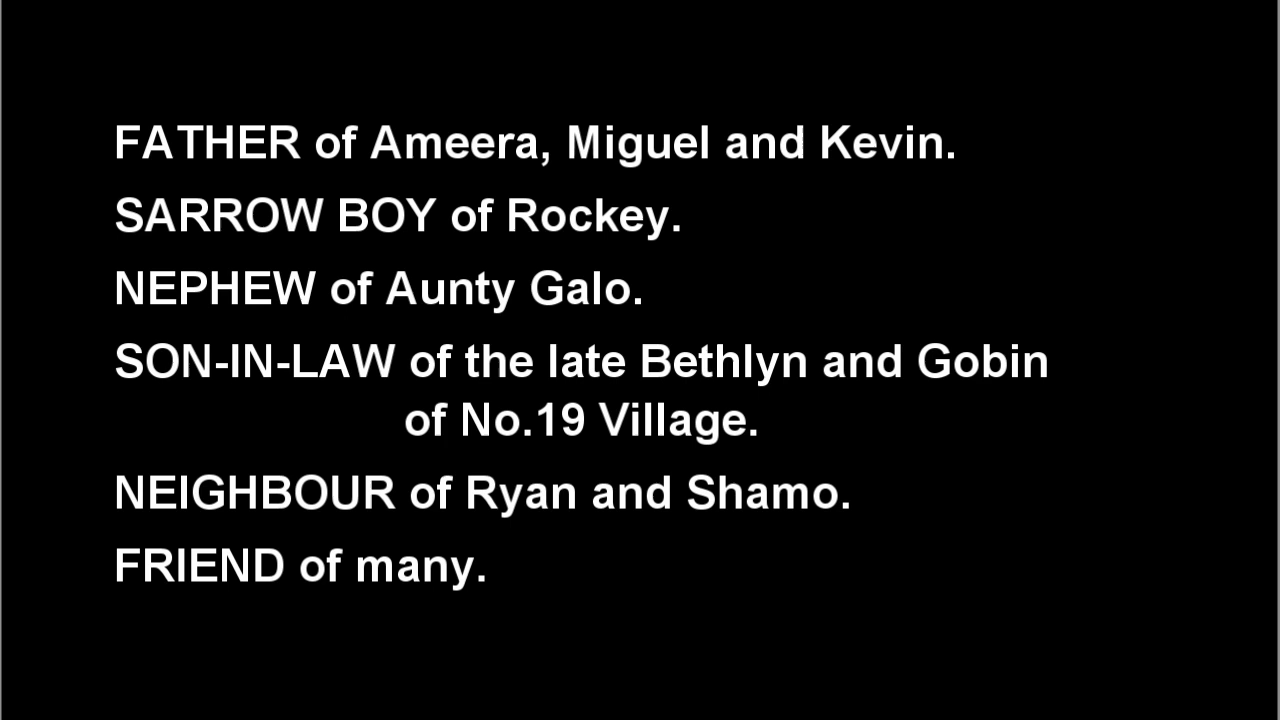 FATHER of Ameera, Miguel and Kevin.
SARROW BOY of Rockey.
NEPHEW of Aunty Galo.
SON-IN-LAW of the late Bethlyn and Gobin
of No.19 Village.
NEIGHBOUR of Ryan and Shamo.
FRIEND of many.